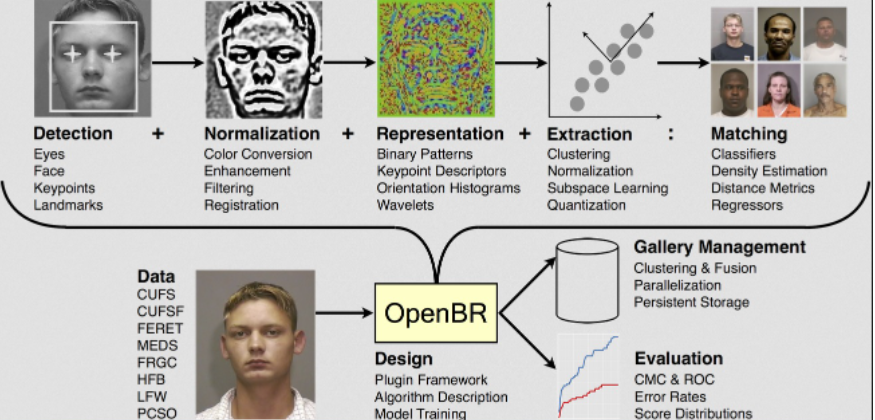 Detection + Normalization + Representation + Extraction : Matching
Eyes
Face
Keypoints
Landmarks
Color Conversion
Enhancement
Filtering
Registration
Binary Patterns
Keypoint Descriptors
Orientation Histograms
Wavelets
Clustering
Normalization
Subspace Learning
Quantization
Classifiers
Density Estimation
Distance Metrics
Regressors
Data
CUFS
CUFSF
FERET
MEDS
FRGC
HFB
LFW
PCSO
OpenBR
Design
Plugin Framework
Algorithm Description
Model Training
Gallery Management
Clustering & Fusion
Parallelization
Persistent Storage
Evaluation
CMC & ROC
Error Rates
Score Distributions